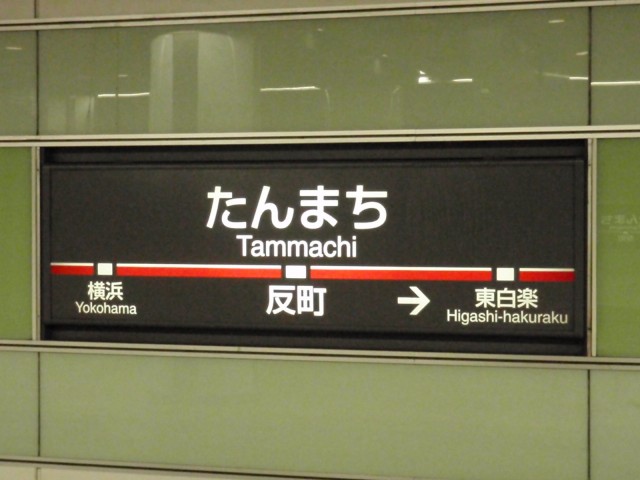 たんまち
Tammachi
横浜
Yokohama
反町
→
東白楽
Higashi-hakuraku